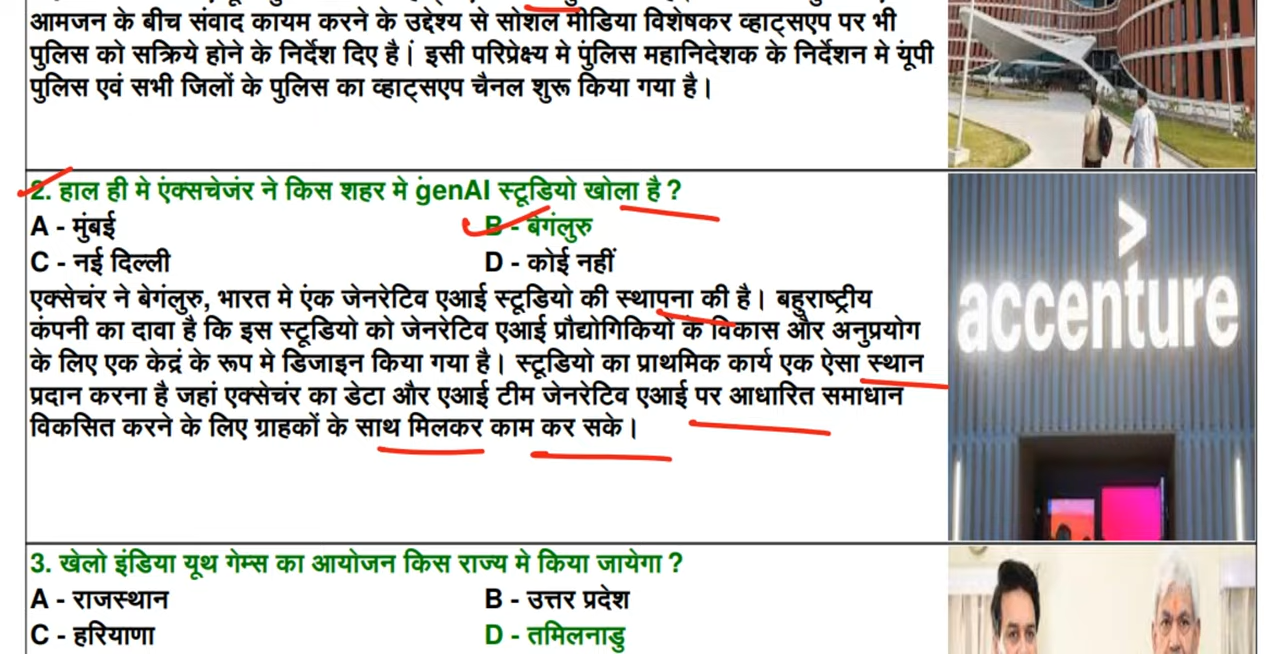 आमजन के बीच संवाद कायम करने के उद्देश्य से सोशल मीडिया विशेषकर व्हाट्सएप पर भी
पुलिस को सक्रिये होने के निर्देश दिए है। इसी परिप्रेक्ष्य मे पुंलिस महानिदेशक के निर्देशन मे यूंपी
पुलिस एवं सभी जिलों के पुलिस का व्हाट्सएप चैनल शुरू किया गया है।
2. हाल ही मे एंक्सचेजंर ने किस शहर मे ġenAI स्टूडियो खोला है ?
A - मुंबई
B - बेगंलुरु
C - नई दिल्ली
D - कोई नहीं
एक्सेचंर ने बेगंलुरु, भारत मे एंक जेनरेटिव एआई स्टूडियो की स्थापना की है। बहुराष्ट्रीय
कंपनी का दावा है कि इस स्टूडियो को जेनरेटिव एआई प्रौद्योगिकियों के विकास और अनुप्रयोग
के लिए एक केद्रं के रूप मे डिजाइन किया गया है। स्टूडियो का प्राथमिक कार्य एक ऐसा स्थान
प्रदान करना है जहां एक्सेचंर का डेटा और एआई टीम जेनरेटिव एआई पर आधारित समाधान
विकसित करने के लिए ग्राहकों के साथ मिलकर काम कर सके।
accenture
3. खेलो इंडिया यूथ गेम्स का आयोजन किस राज्य मे किया जायेगा ?
A - राजस्थान
B - उत्तर प्रदेश
C - हरियाणा
D - तमिलनाडु